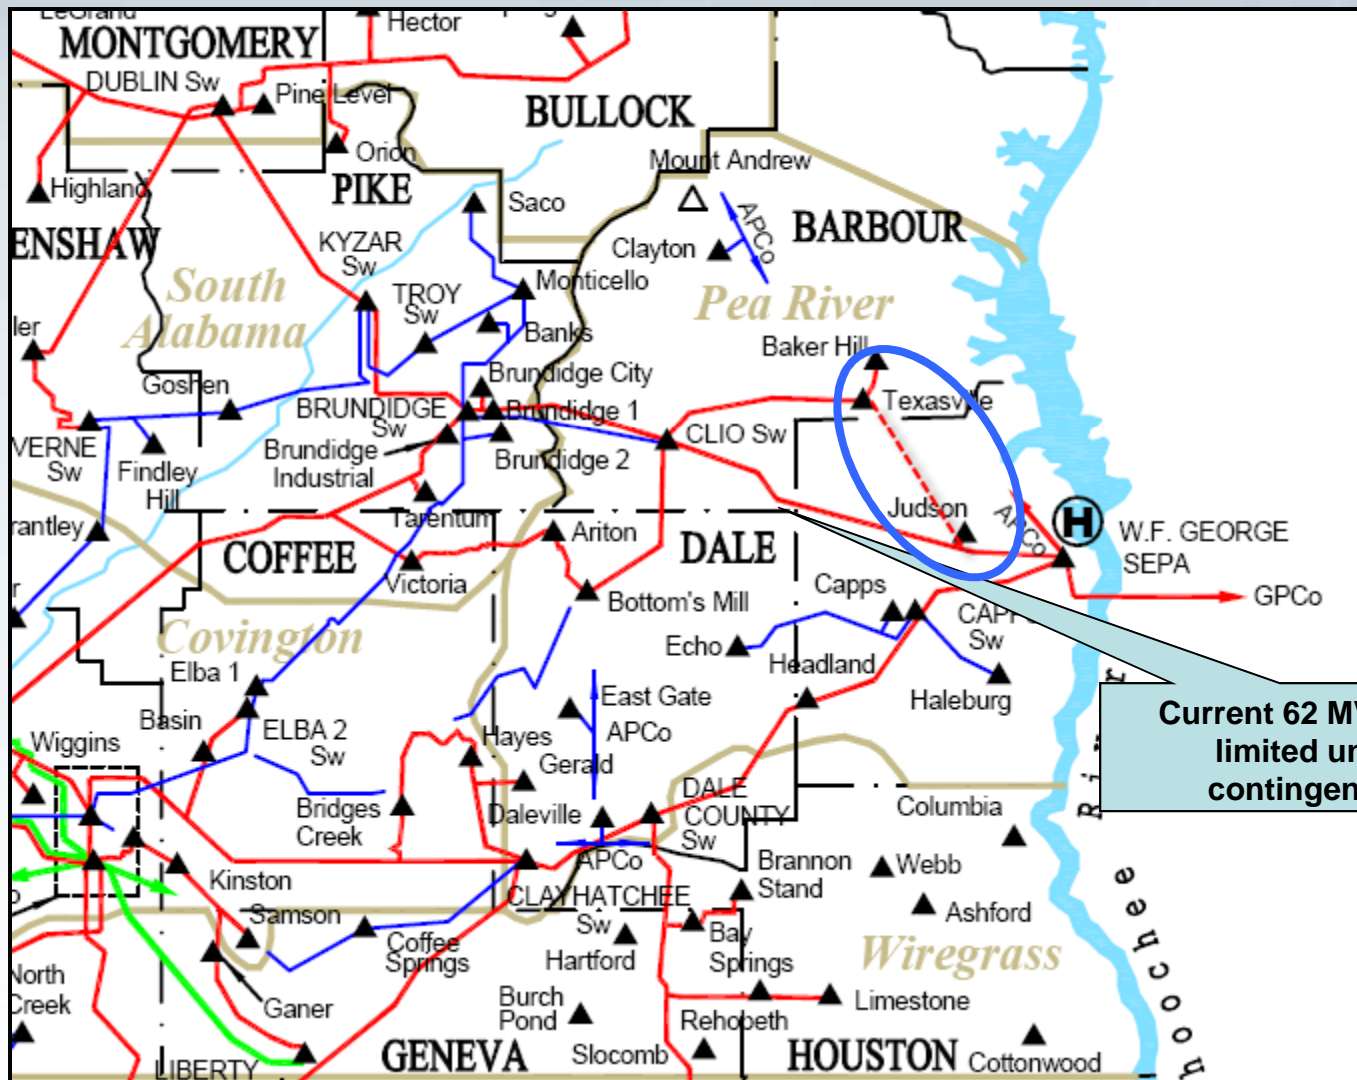 LeGrand
Hector
MONTGOMERY
DUBLIN Sw
Pine Level
BULLOCK
Orion
Mount Andrew
Highland
PIKE
Saco
APCo
BARBOUR
ENSHAW
KYZAR
Sw
Clayton
South
Alabama
TROY
Sw
Monticello
Pea River
ler
Banks
Baker Hill
Goshen
Brundidge City
Texasville
BRUNDIDGE
Sw
Brundidge 1
CLIO Sw
VERNE
Sw
Findley
Hill
Brundidge
Industrial
Brundidge 2
rantley
Tarentum
Ariton
Judson
APCo
H
W.F. GEORGE
SEPA
COFFEE
DALE
Victoria
Bottom's Mill
Capps
CAPPS
Sw
GPCo
r
Covington
Echo
Headland
Haleburg
Elba 1
East Gate
APCo
Basin
ELBA 2
Sw
Current 62 MV
limited un
contingen
Wiggins
Hayes
Gerald
Bridges
Creek
Daleville
DALE
COUNTY
Sw
Columbia
R i v e r
APCo
Brannon
Stand
Webb
Kinston
CLAYHATCHEE
Sw
Ashford
Samson
Coffee
Springs
Hartford
Bay
Springs
Wiregrass
hoochee
North
Creek
Ganer
Burch
Pond
Rehobeth
Limestone
Slocomb
Cottonwood
LIBERTY
GENEVA
HOUSTON